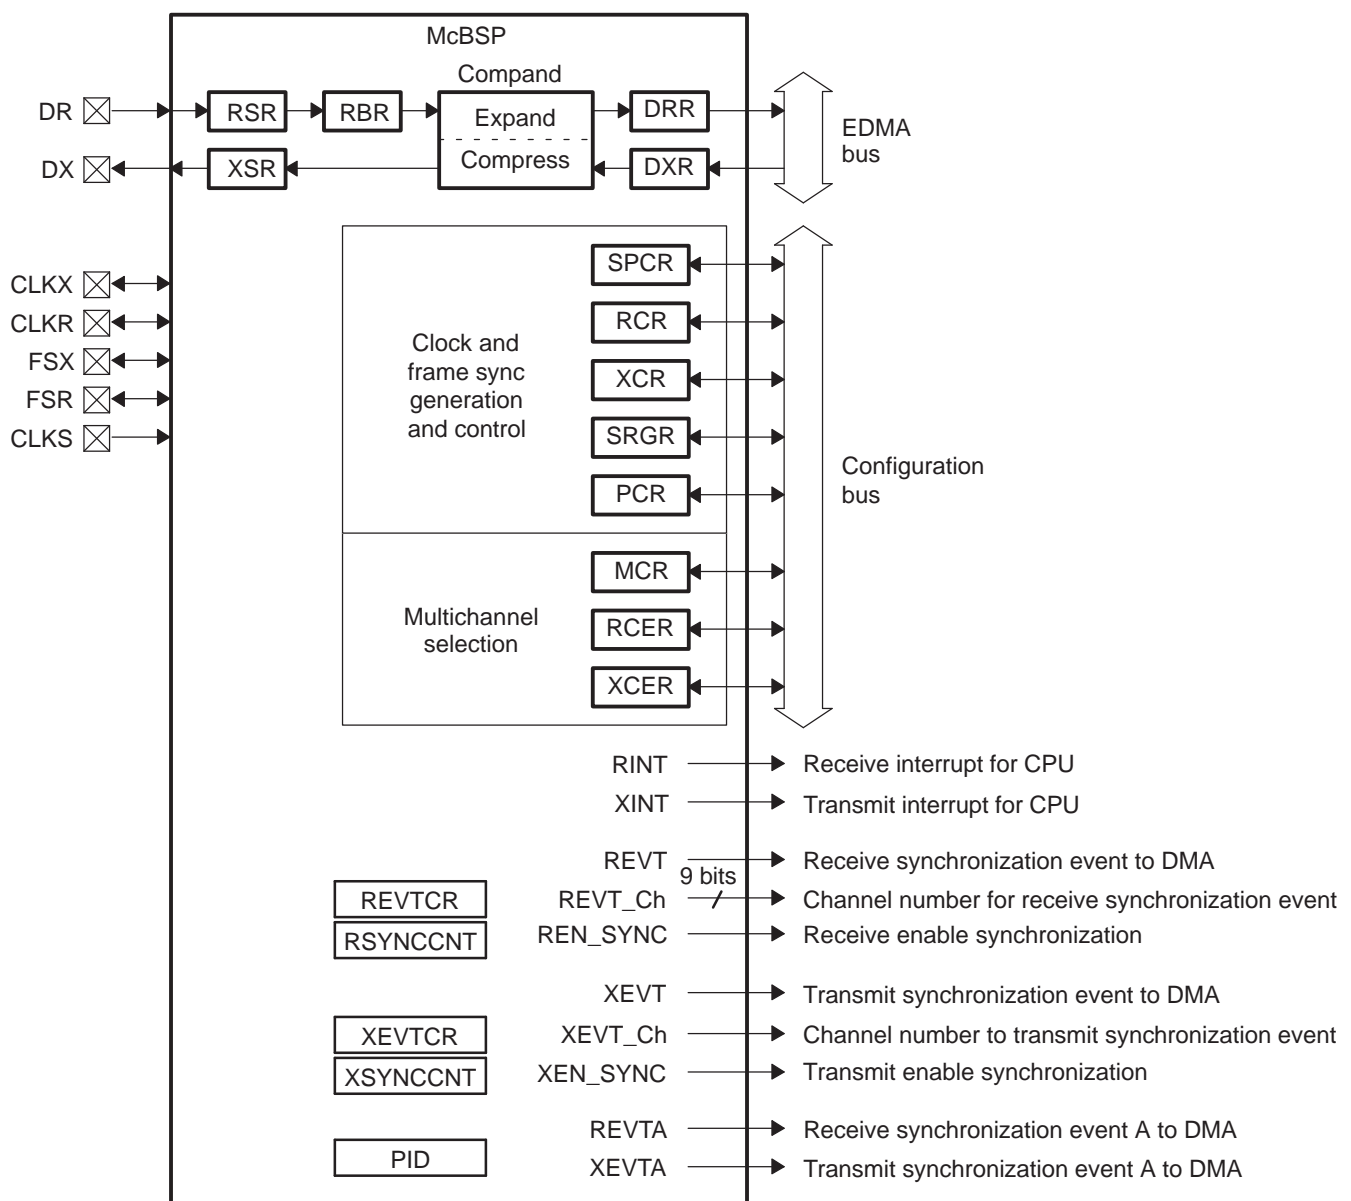 McBSP
Compand
DR
RSR
RBR
Expand
DRR
EDMA
bus
DX
XSR
Compress
DXR
CLKX
CLKR
FSX
FSR
CLKS
Clock and
frame sync
generation
and control
SPCR
RCR
XCR
SRGR
PCR
Configuration
bus
Multichannel
selection
MCR
RCER
XCER
RINT Receive interrupt for CPU
XINT Transmit interrupt for CPU
REVT Receive synchronization event to DMA
9 bits
REVTCR REVT_Ch Channel number for receive synchronization event
RSYNCCNT REN_SYNC Receive enable synchronization
XEVT Transmit synchronization event to DMA
XEVTCR XEVT_Ch Channel number to transmit synchronization event
XSYNCCNT XEN_SYNC Transmit enable synchronization
REVTA Receive synchronization event A to DMA
PID
XEVTA Transmit synchronization event A to DMA